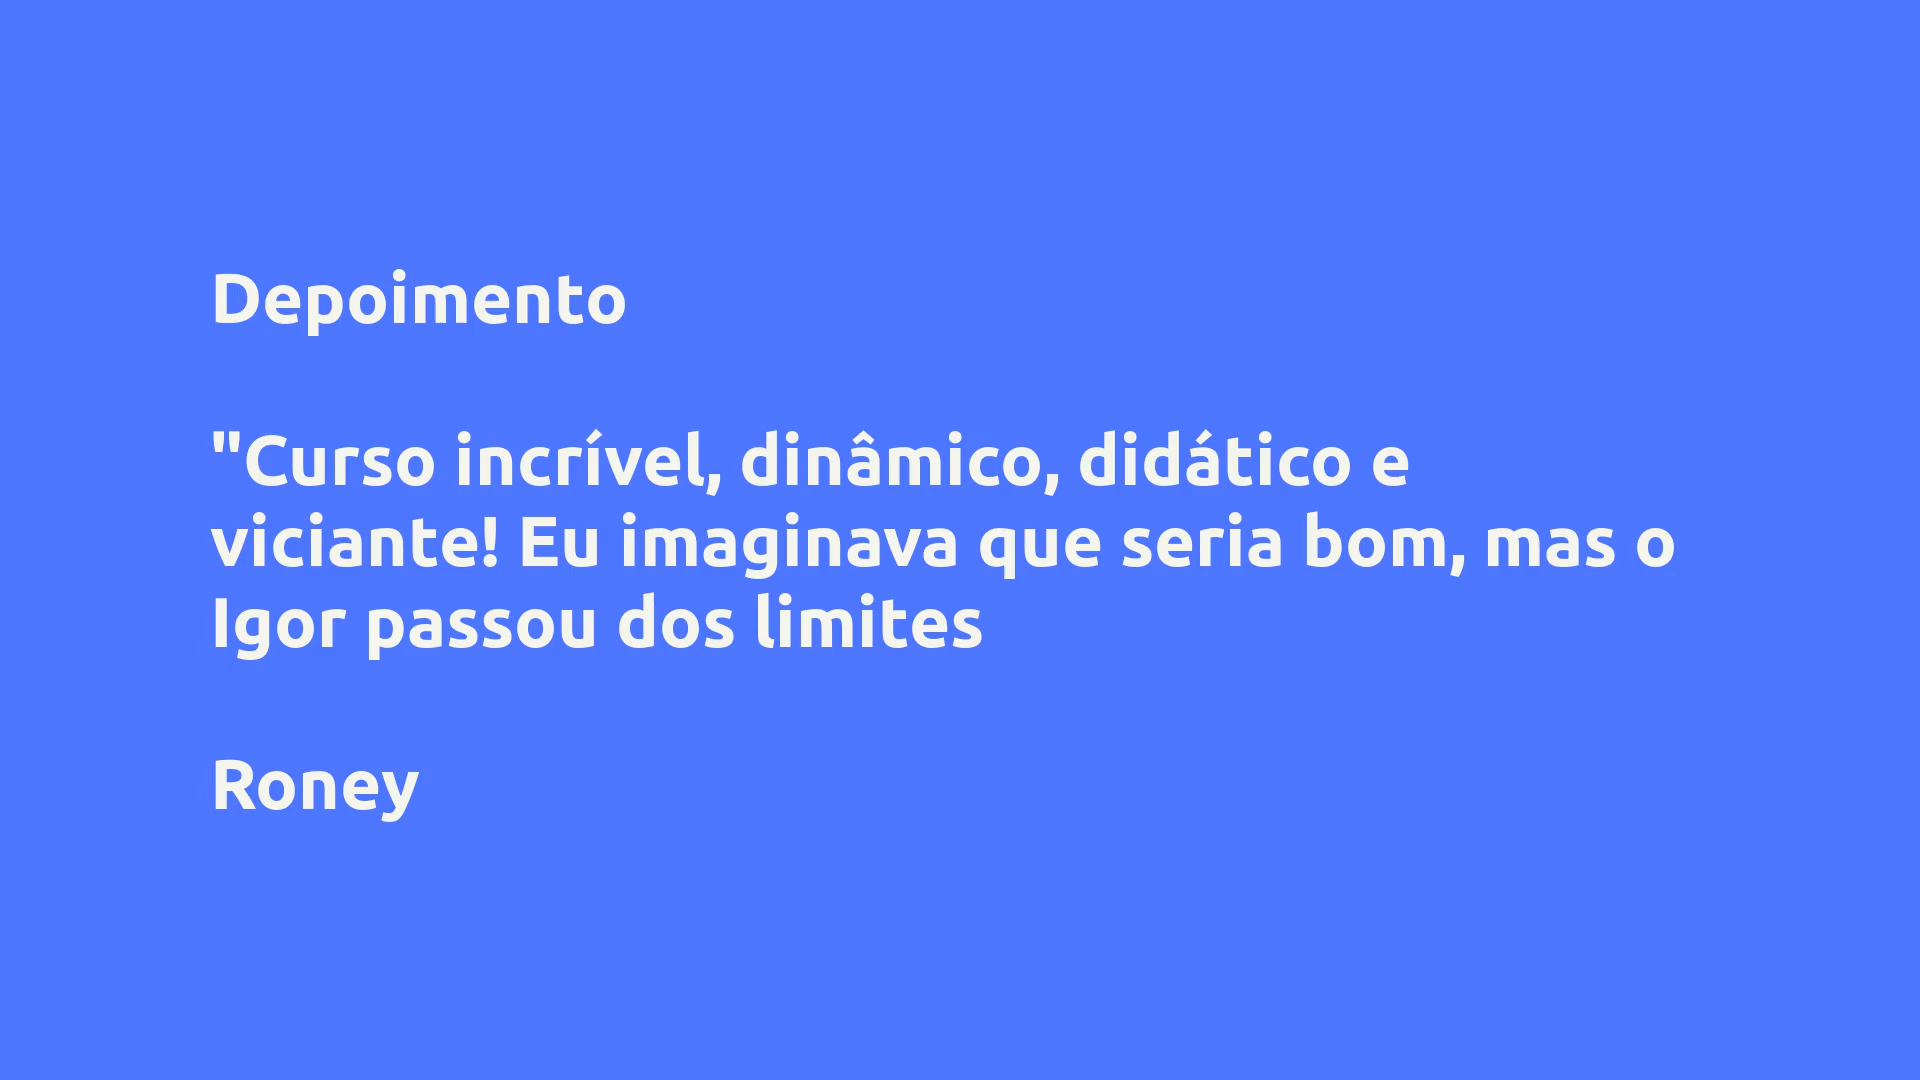 Depoimento
"Curso incrível, dinâmico, didático e
viciante! Eu imaginava que seria bom, mas o
Igor passou dos limites
Roney